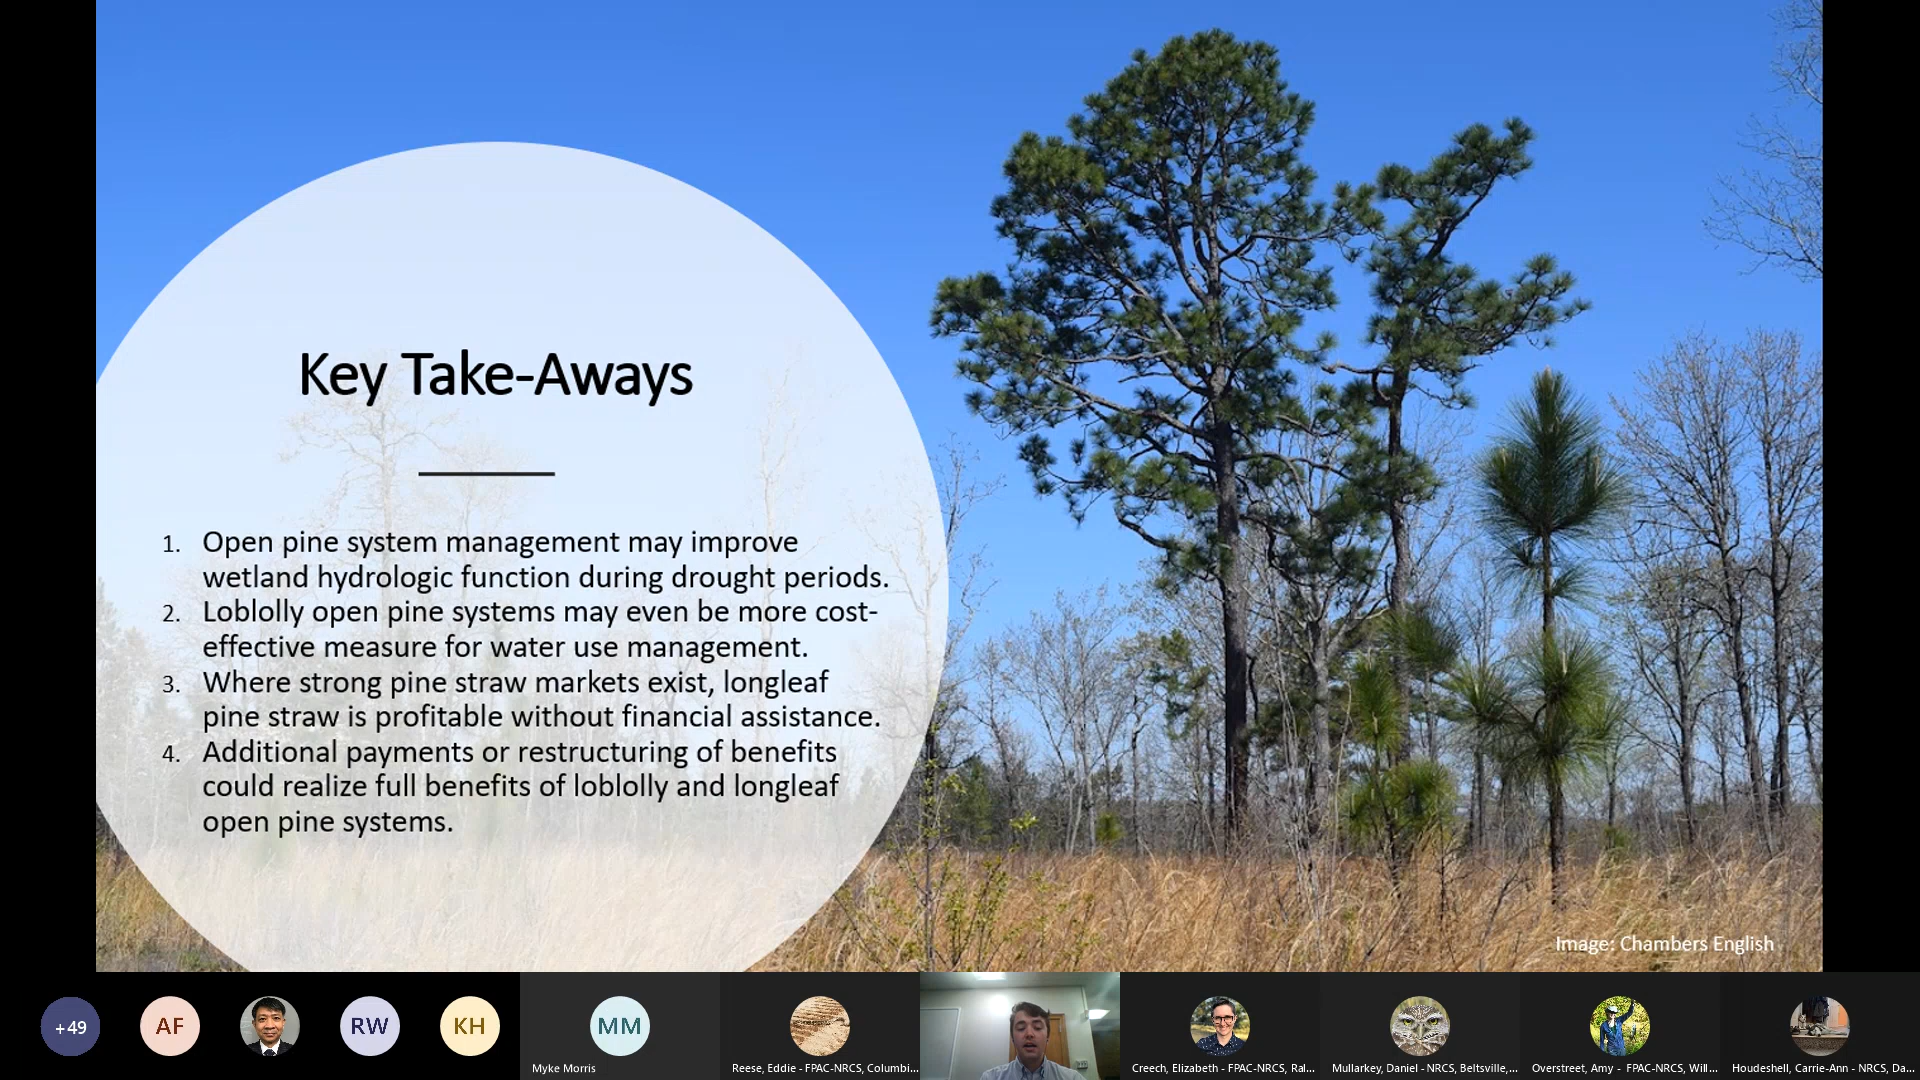 Key Take-Aways
1. Open pine system management may improve
wetland hydrologic function during drought periods.
2. Loblolly open pine systems may even be more cost-
effective measure for water use management.
3. Where strong pine straw markets exist, longleaf
pine straw is profitable without financial assistance.
4. Additional payments or restructuring of benefits
could realize full benefits of loblolly and longleaf
open pine systems.
Image: Chambers English
+49
AF
RW
KH
MM
Myke Morris
Reese, Eddie - FPAC-NRCS, Columbi...
Creech, Elizabeth - FPAC-NRCS, Ral...
Mullarkey, Daniel - NRCS, Beltsville,...
Overstreet, Amy - FPAC-NRCS, Will...
Houdeshell, Carrie-Ann - NRCS, Da...